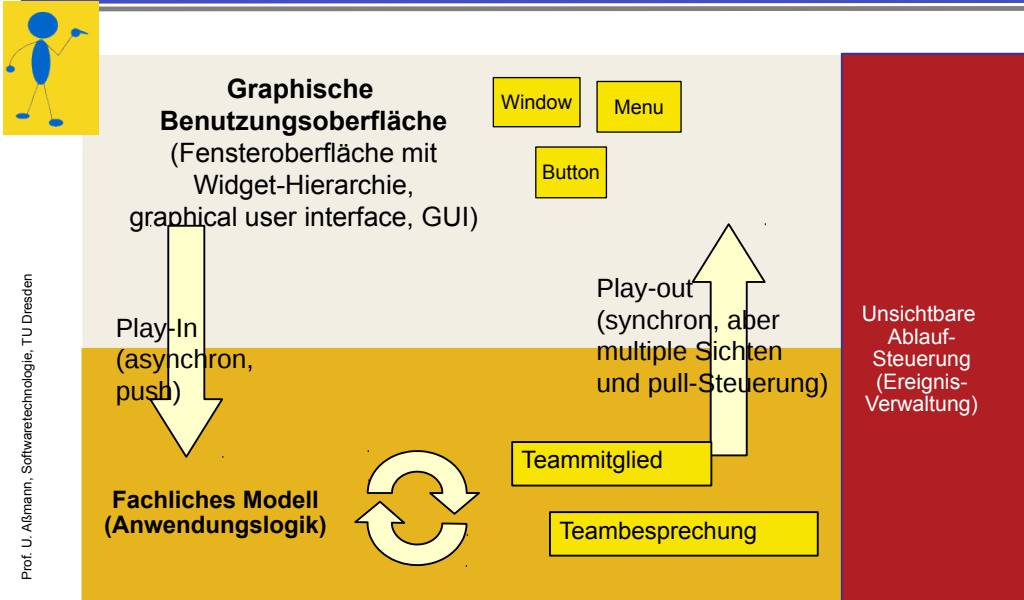 Graphische
Benutzungsoberfläche
(Fensteroberfläche mit
Widget-Hierarchie,
graphical user interface, GUI)
Window
Menu
Button
Play-In
(asynchron,
push)
Play-out
(synchron, aber
multiple Sichten
und pull-Steuerung)
Unsichtbare
Ablauf-
Steuerung
(Ereignis-
Verwaltung)
Fachliches Modell
(Anwendungslogik)
Teammitglied
Teambesprechung
Prof. U. Aßmann, Softwaretechnologie, TU Dresden